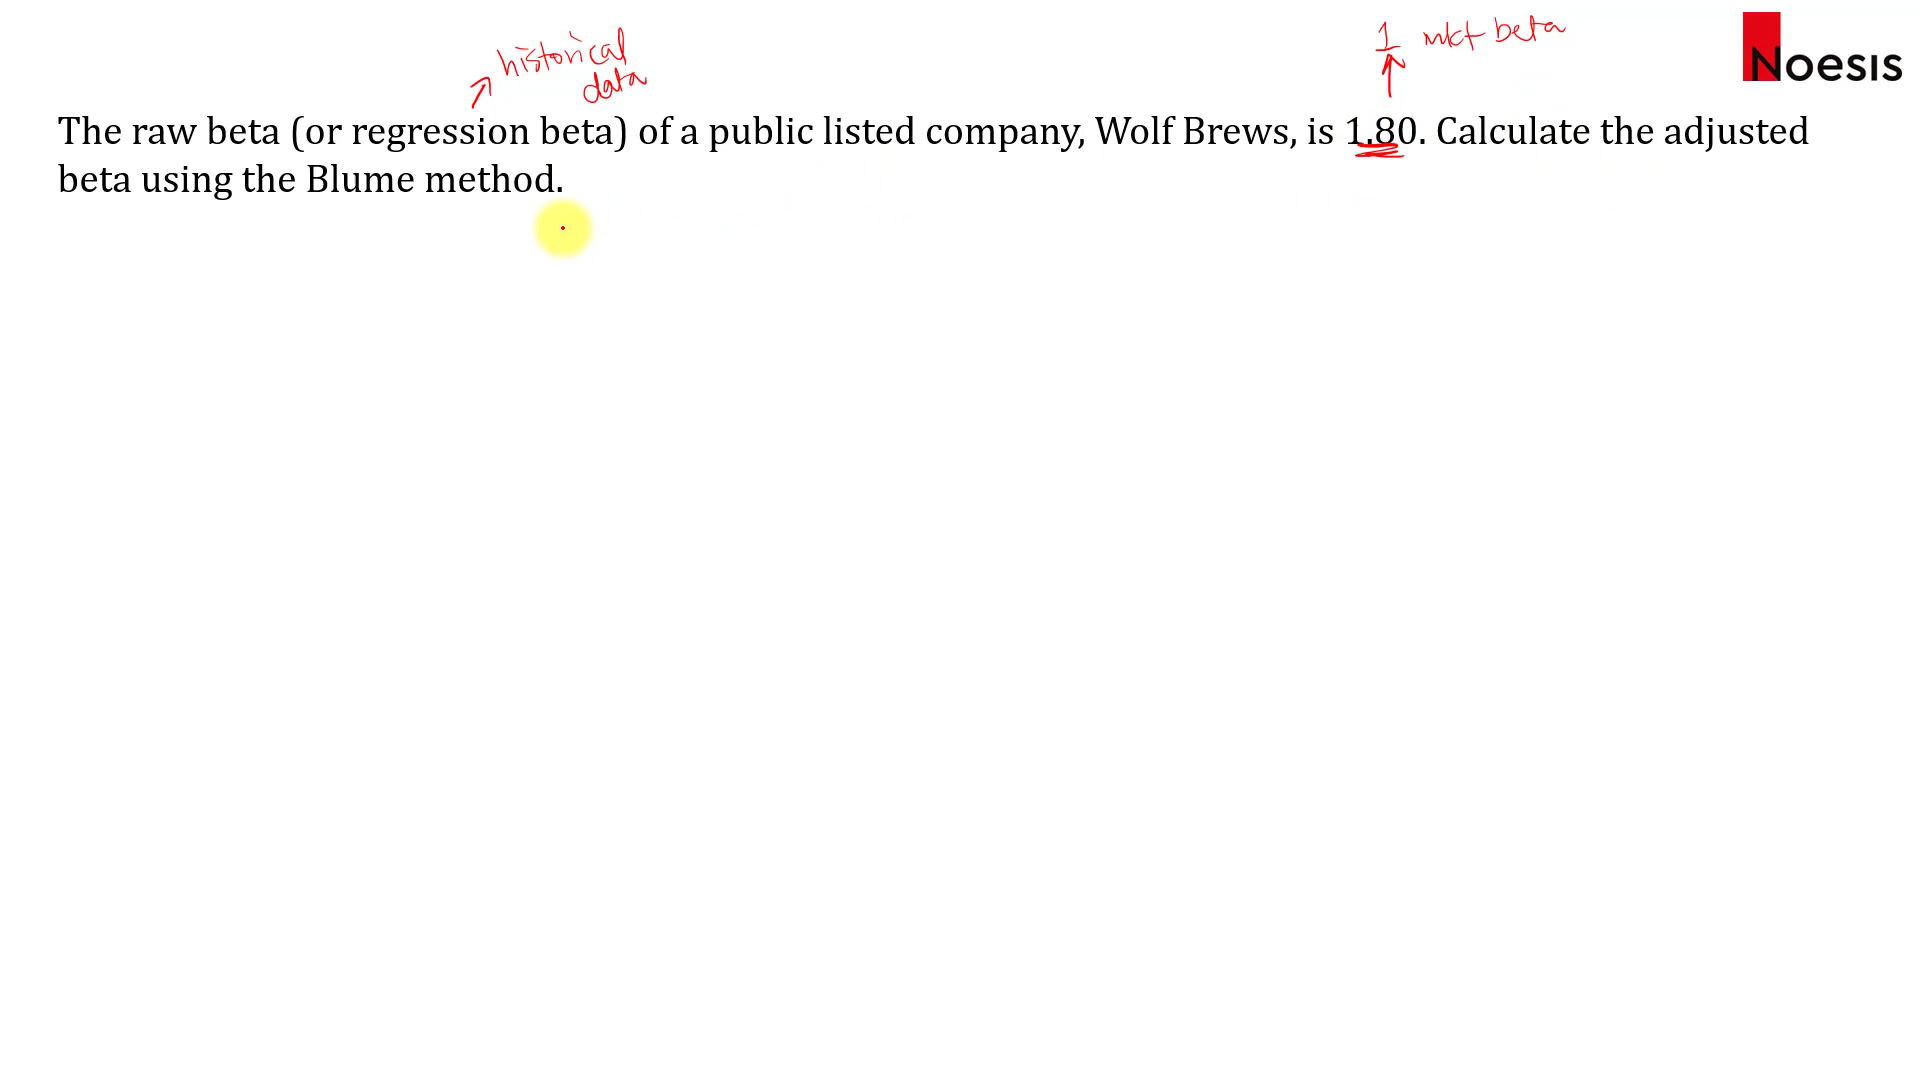 historical
data
1 mkt beta
Noesis
The raw beta (or regression beta) of a public listed company, Wolf Brews, is 1.80. Calculate the adjusted
beta using the Blume method.